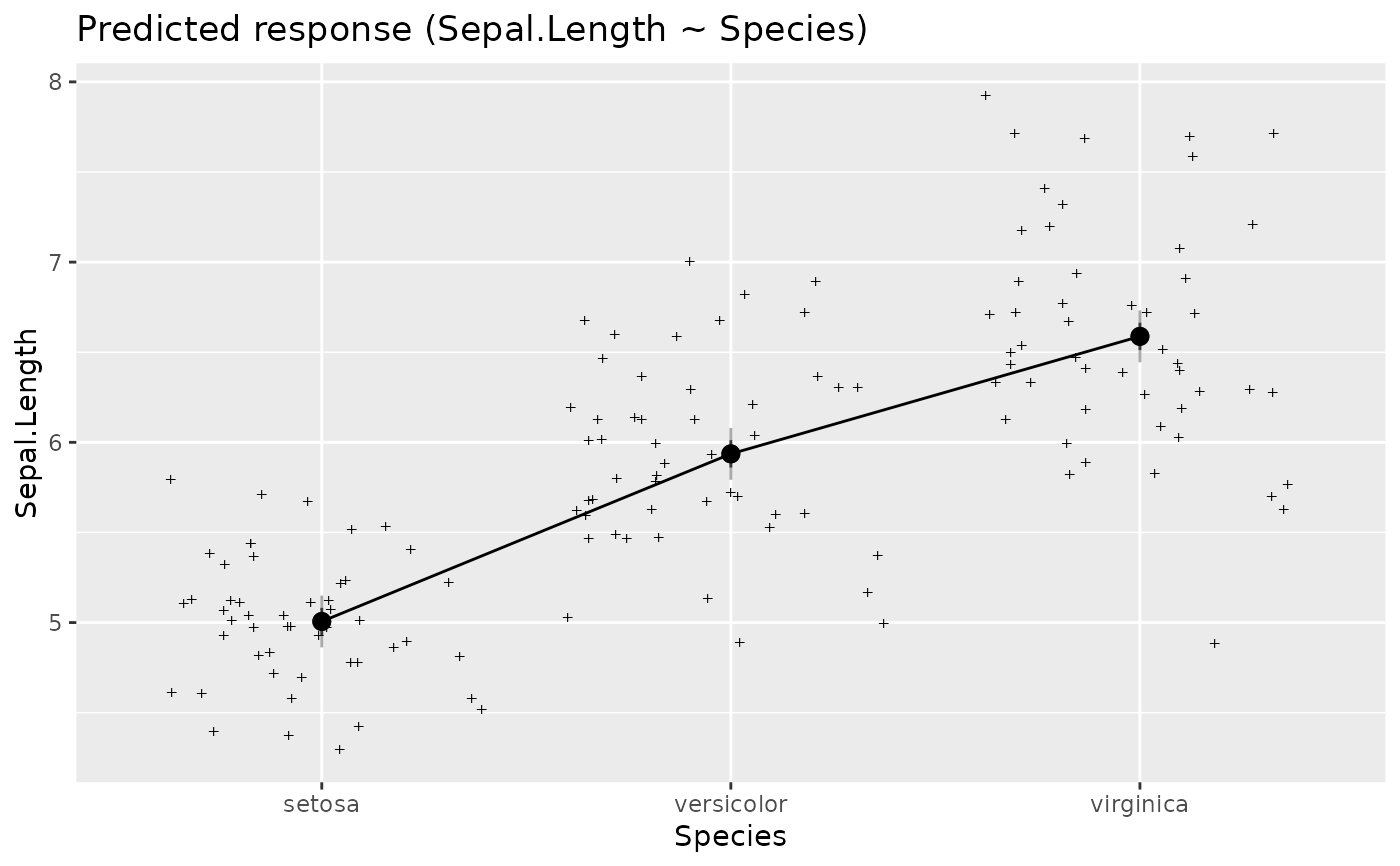 Predicted response (Sepal.Length ~ Species)
8
7
6
5
Sepal.Length
setosa
versicolor
virginica
Species